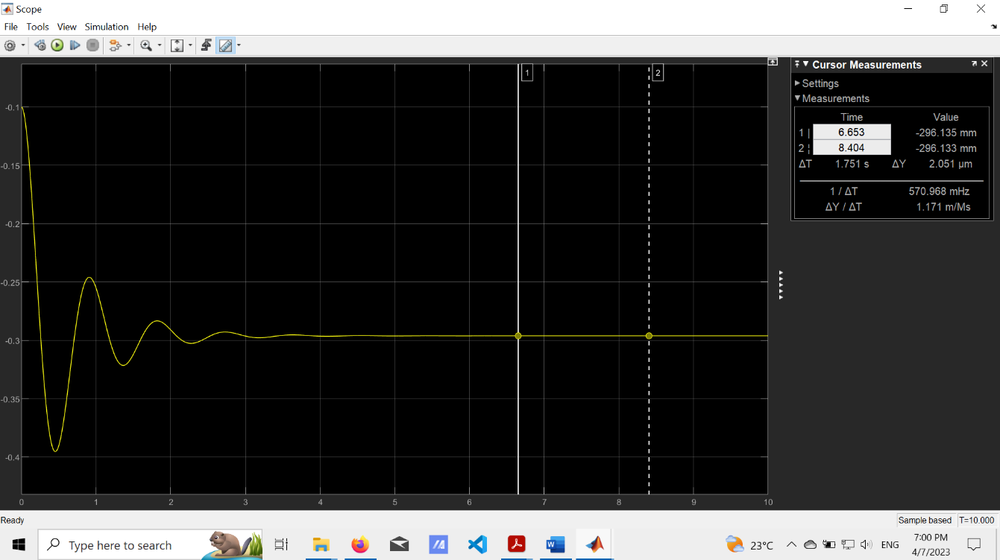 Scope
File Tools View Simulation Help
1
2
-0.1
-0.15
-0.2
-0.25
-0.3
-0.35
-0.4
0 1 2 3 4 5 6 7 8 9 10
Cursor Measurements
Settings
Measurements
Time Value
1 | 6.653 -296.135 mm
2 ¦ 8.404 -296.133 mm
ΔT 1.751 s ΔY 2.051 μm
1 / ΔT 570.968 mHz
ΔY / ΔT 1.171 m/Ms
Ready Sample based T=10.000
Type here to search 23°C ENG
7:00 PM
4/7/2023